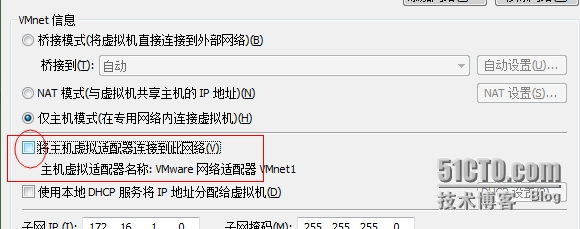 VMnet 信息
桥接模式(将虚拟机直接连接到外部网络)(B)
桥接到(T): 自动 自动设置(U)...
NAT 模式(与虚拟机共享主机的 IP 地址)(N) NAT 设置(S)...
仅主机模式(在专用网络内连接虚拟机)(H)
将主机虚拟适配器连接到此网络(V)
主机虚拟适配器名称: VMware 网络适配器 VMnet1
使用本地 DHCP 服务将 IP 地址分配给虚拟机(D) DHCP 设置(P)...
子网 IP(I): 172 . 16 . 1 . 0 子网掩码(M): 255 . 255 . 255 . 0
51CTO.com
技术博客 Blog